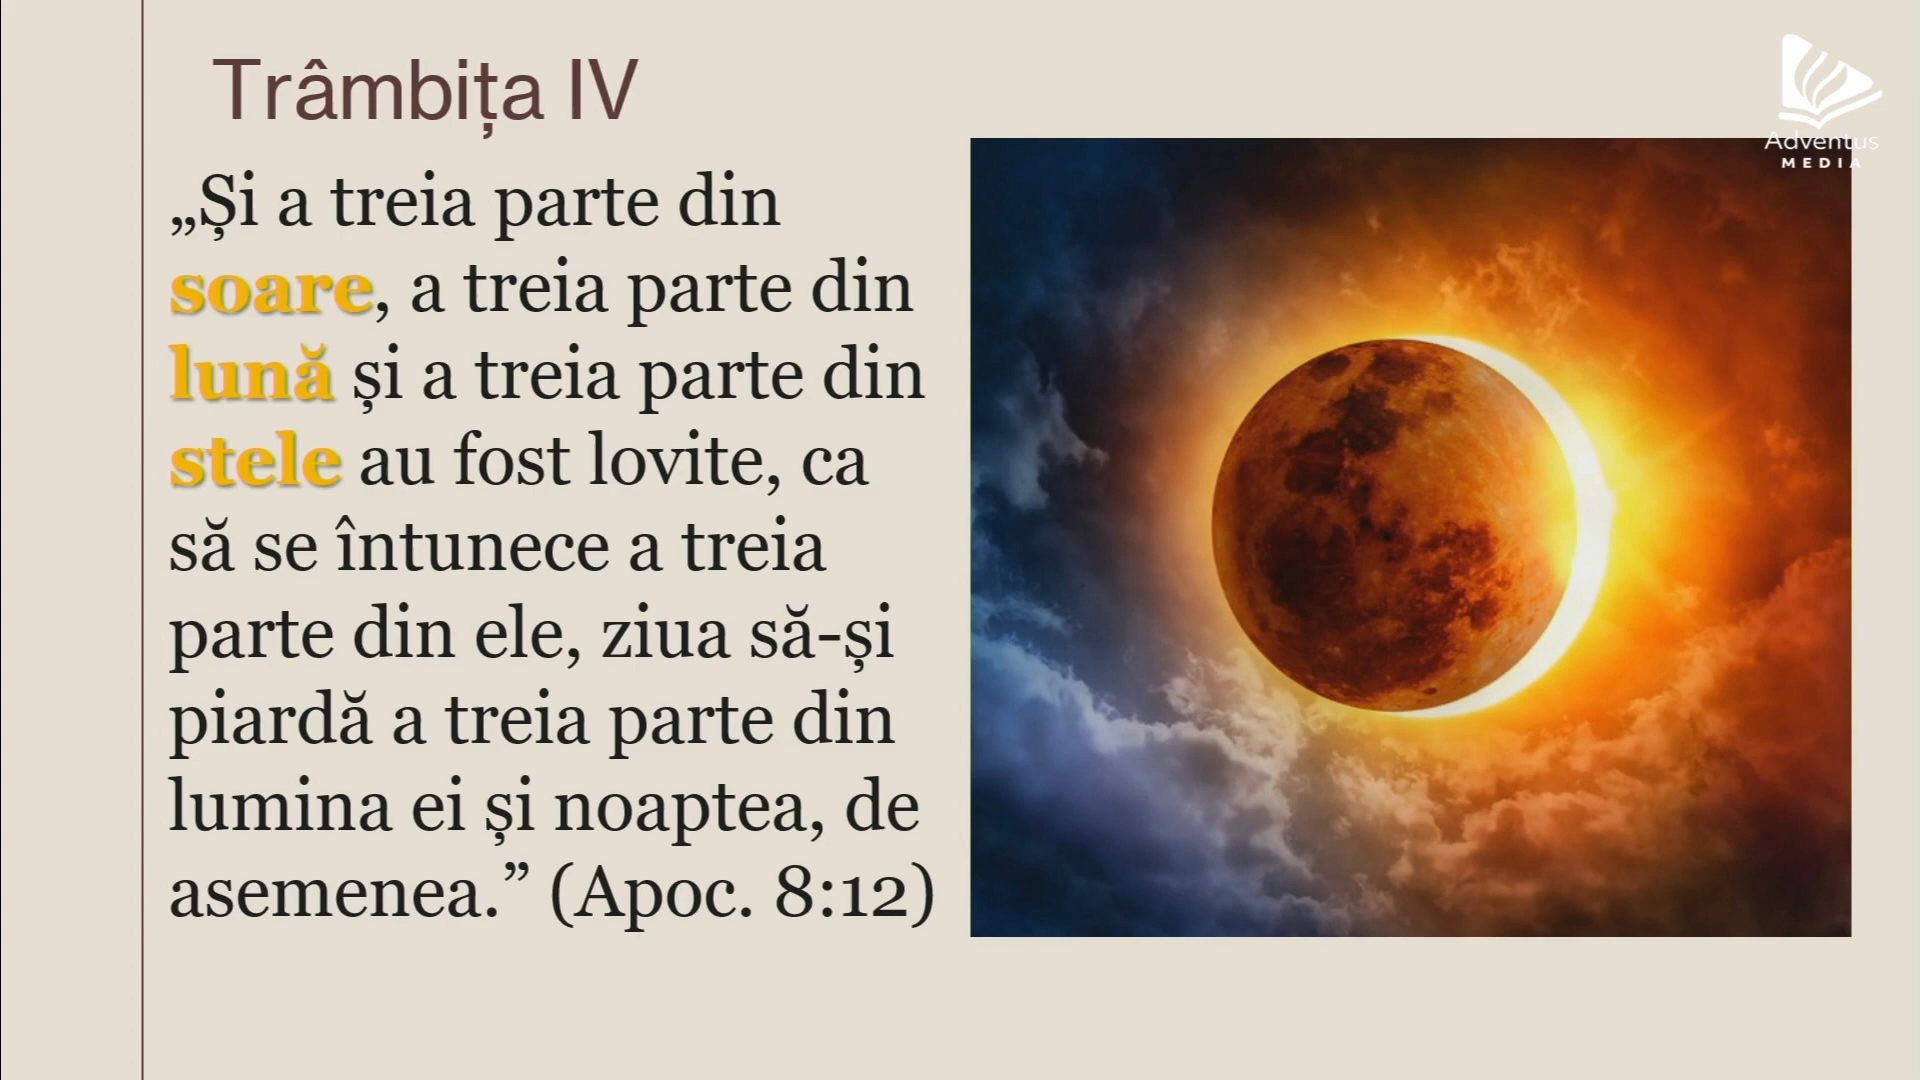 Trâmbița IV
Adventus
MEDIA
„Și a treia parte din
soare, a treia parte din
lună și a treia parte din
stele au fost lovite, ca
să se întunece a treia
parte din ele, ziua să-și
piardă a treia parte din
lumina ei și noaptea, de
asemenea.” (Apoc. 8:12)